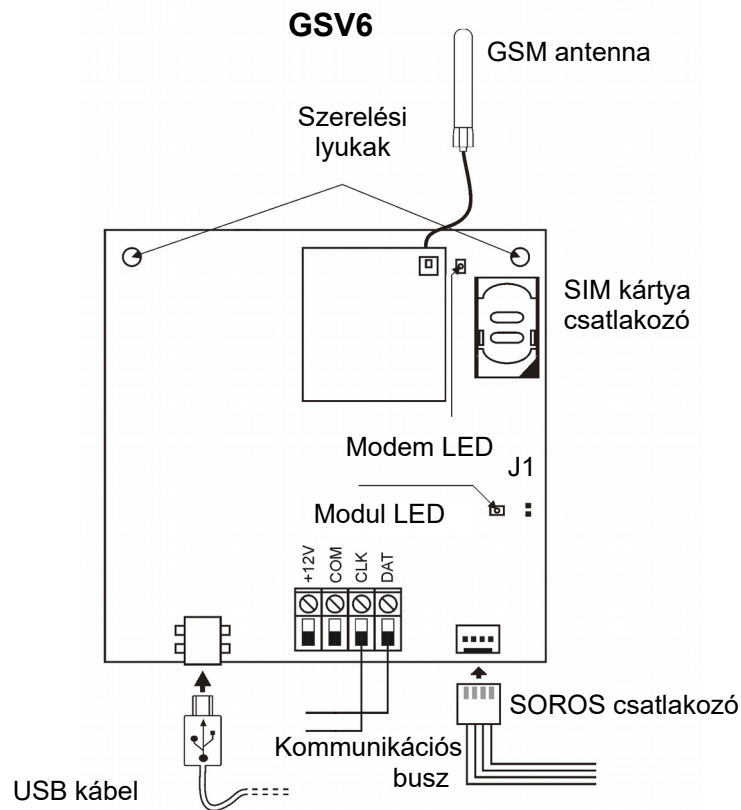 GSV6
GSM antenna
Szerelési
lyukak
SIM kártya
csatlakozó
Modem LED
J1
Modul LED
+12V
COM
CLK
DAT
SOROS csatlakozó
Kommunikációs
busz
USB kábel